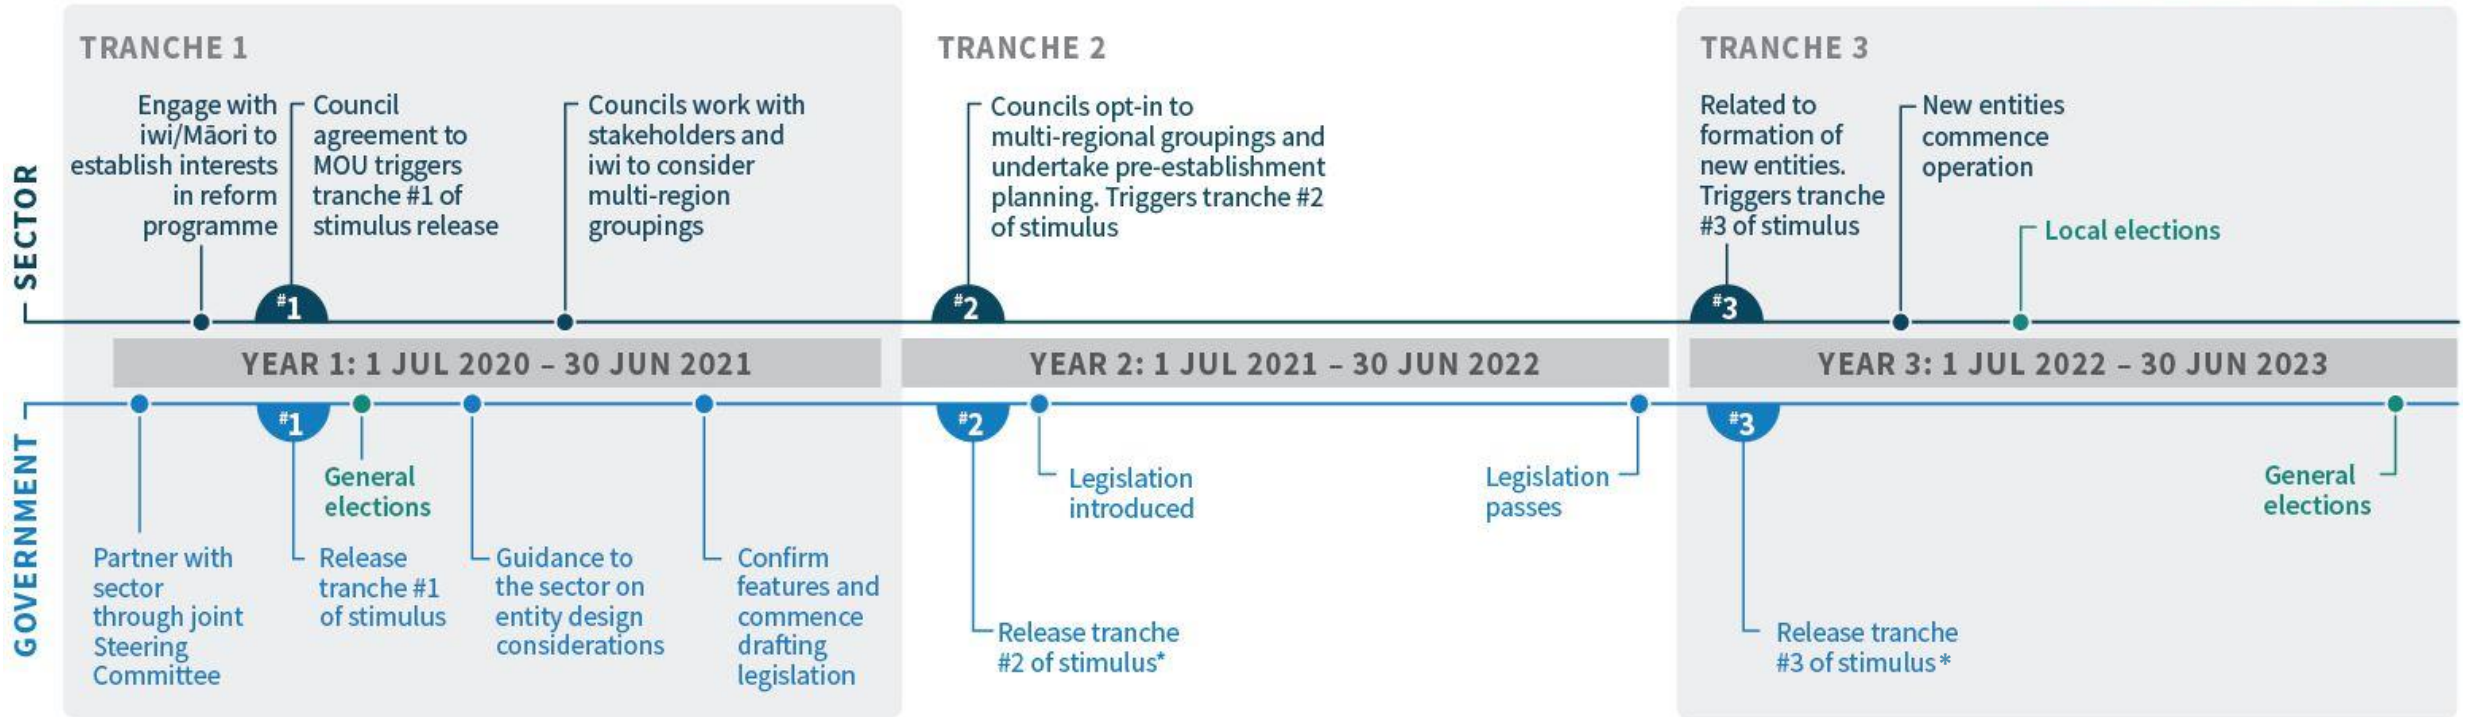 TRANCHE 1
Engage with
iwi/Māori to
establish interests
in reform
programme
Council
agreement to
MOU triggers
tranche #1 of
stimulus release
Councils work with
stakeholders and
iwi to consider
multi-region
groupings
TRANCHE 2
Councils opt-in to
multi-regional groupings and
undertake pre-establishment
planning. Triggers tranche #2
of stimulus
TRANCHE 3
Related to
formation of
new entities.
Triggers tranche
#3 of stimulus
New entities
commence
operation
Local elections
SECTOR
#1
#2
#3
YEAR 1: 1 JUL 2020 – 30 JUN 2021
YEAR 2: 1 JUL 2021 – 30 JUN 2022
YEAR 3: 1 JUL 2022 – 30 JUN 2023
GOVERNMENT
#1
#2
#3
Partner with
sector
through joint
Steering
Committee
Release
tranche #1
of stimulus
General
elections
Guidance to
the sector on
entity design
considerations
Confirm
features and
commence
drafting
legislation
Release tranche
#2 of stimulus*
Legislation
introduced
Legislation
passes
Release tranche
#3 of stimulus*
General
elections